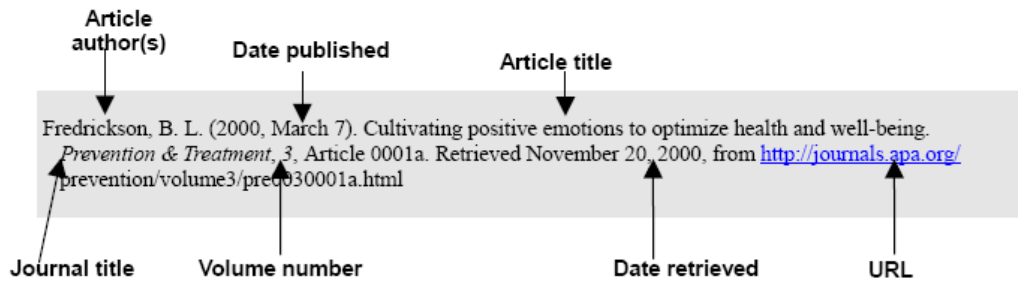 Article
author(s)
Date published
Article title
Fredrickson, B. L. (2000, March 7). Cultivating positive emotions to optimize health and well-being.
Prevention & Treatment, 3, Article 0001a. Retrieved November 20, 2000, from http://journals.apa.org/
prevention/volume3/pre0030001a.html
Journal title
Volume number
Date retrieved
URL